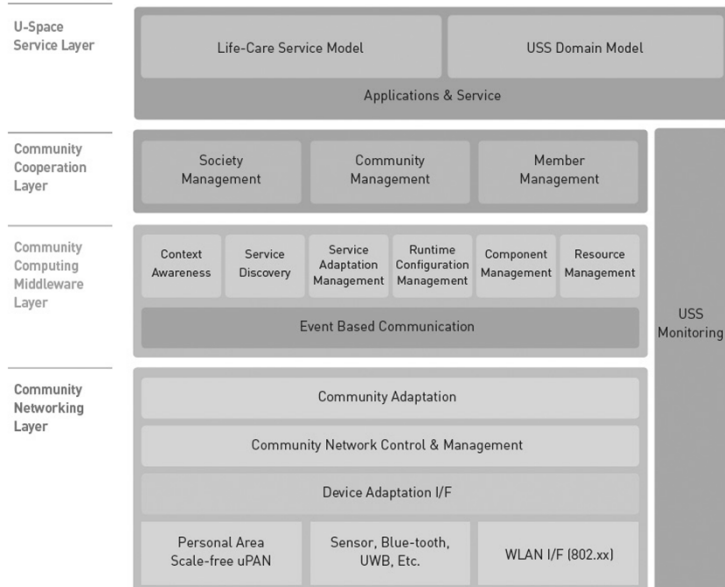 U-Space
Service Layer
Life-Care Service Model
USS Domain Model
Applications & Service
Community
Cooperation
Layer
Society
Management
Community
Management
Member
Management
Community
Computing
Middleware
Layer
Context
Awareness
Service
Discovery
Service
Adaptation
Management
Runtime
Configuration
Management
Component
Management
Resource
Management
Event Based Communication
USS
Monitoring
Community
Networking
Layer
Community Adaptation
Community Network Control & Management
Device Adaptation I/F
Personal Area
Scale-free uPAN
Sensor, Blue-tooth,
UWB, Etc.
WLAN I/F (802.xx)